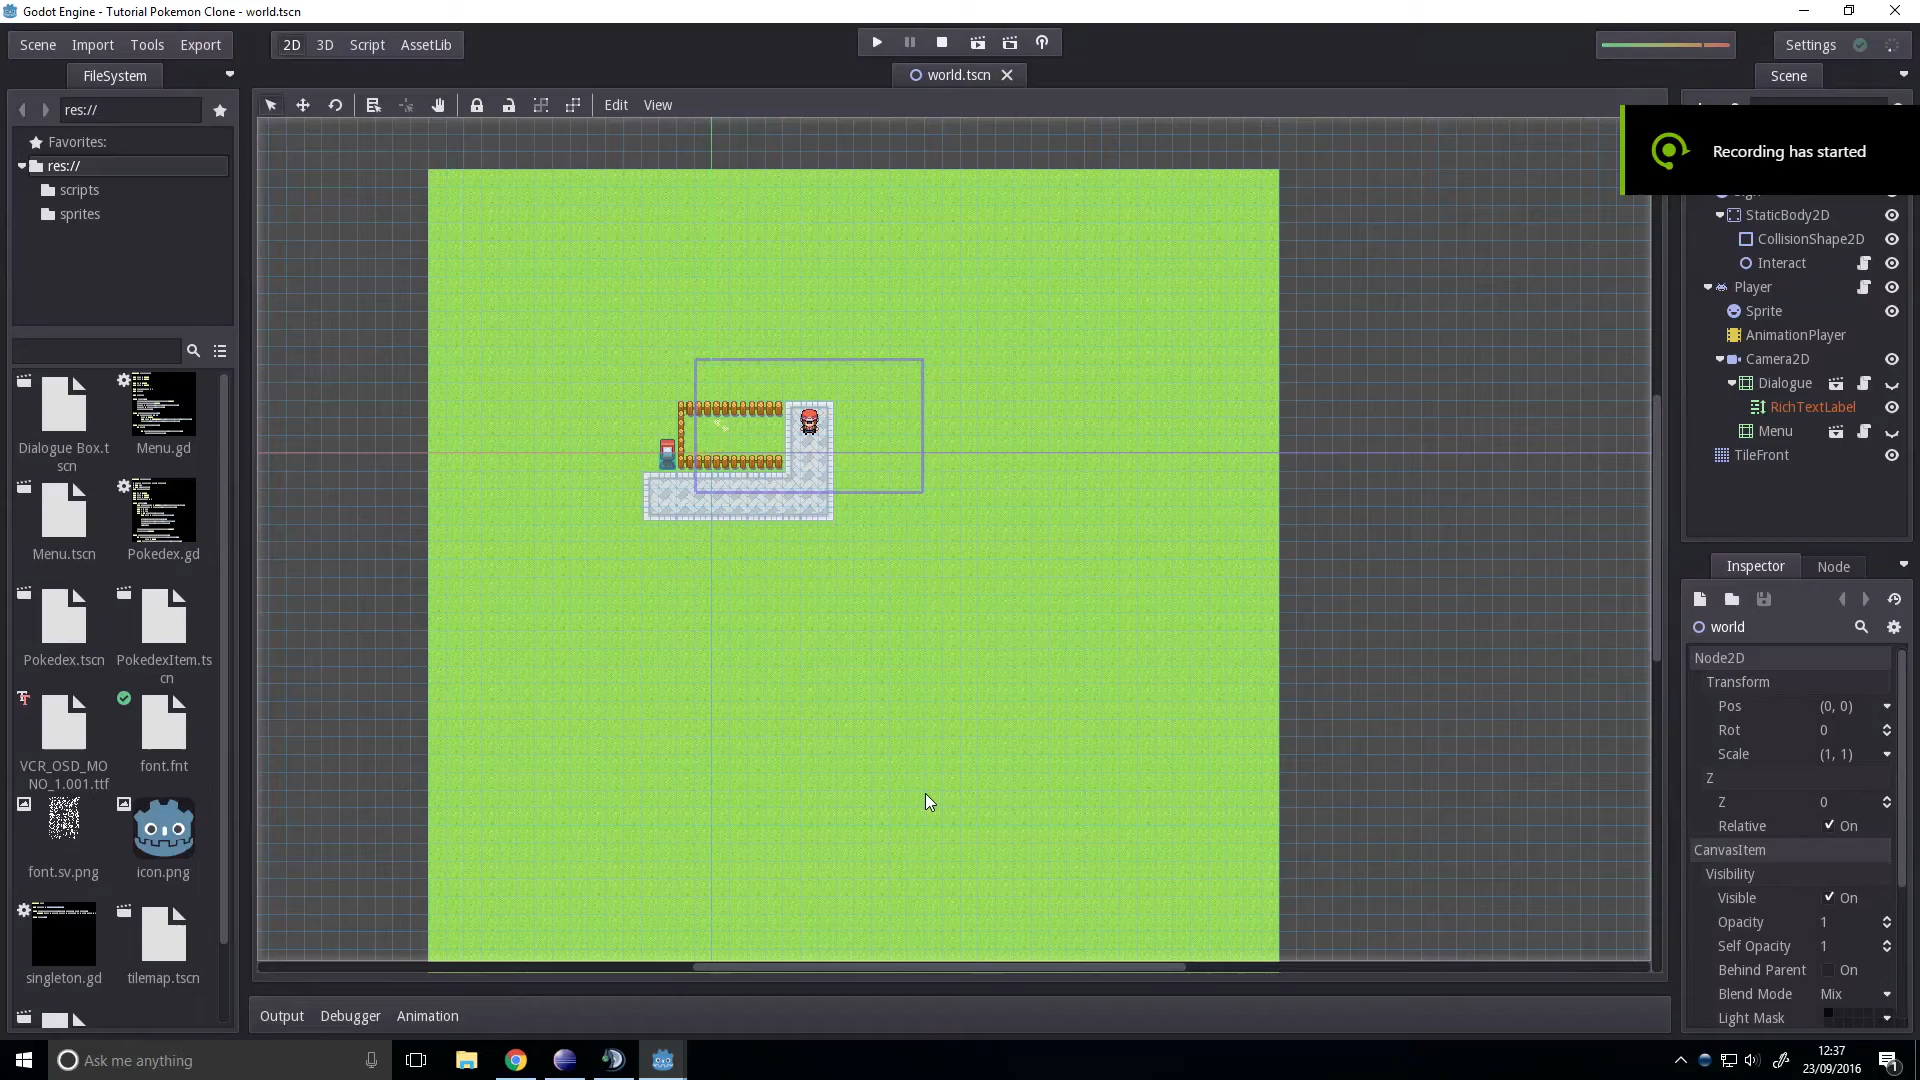 Godot Engine - Tutorial Pokemon Clone - world.tscn
Scene Import Tools Export
2D 3D Script AssetLib
Settings
FileSystem
world.tscn
Scene
res://
Edit View
Favorites:
res://
scripts
sprites
Recording has started
StaticBody2D
CollisionShape2D
Interact
Player
Sprite
AnimationPlayer
Camera2D
Dialogue
RichTextLabel
Menu
TileFront
Dialogue Box.t
scn
Menu.gd
Menu.tscn
Pokedex.gd
Pokedex.tscn
PokedexItem.ts
cn
VCR_OSD_MO
NO_1.001.ttf
font.fnt
font.sv.png
icon.png
singleton.gd
tilemap.tscn
Inspector Node
world
Node2D
Transform
Pos (0, 0)
Rot 0
Scale (1, 1)
Z
Z 0
Relative On
CanvasItem
Visibility
Visible On
Opacity 1
Self Opacity 1
Behind Parent On
Blend Mode Mix
Light Mask
Output Debugger Animation
Ask me anything
12:37
23/09/2016
1